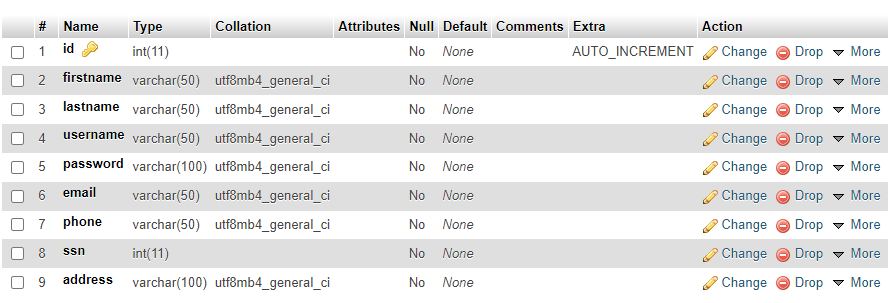 # Name Type Collation Attributes Null Default Comments Extra Action
1 id int(11) No None AUTO_INCREMENT Change Drop More
2 firstname varchar(50) utf8mb4_general_ci No None Change Drop More
3 lastname varchar(50) utf8mb4_general_ci No None Change Drop More
4 username varchar(50) utf8mb4_general_ci No None Change Drop More
5 password varchar(100) utf8mb4_general_ci No None Change Drop More
6 email varchar(50) utf8mb4_general_ci No None Change Drop More
7 phone varchar(50) utf8mb4_general_ci No None Change Drop More
8 ssn int(11) No None Change Drop More
9 address varchar(100) utf8mb4_general_ci No None Change Drop More